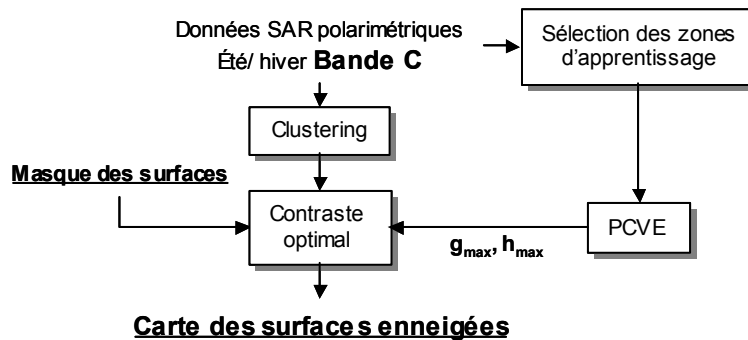 Données SAR polarimétriques
Été/ hiver Bande C
Sélection des zones
d'apprentissage
Clustering
Masque des surfaces
Contraste
optimal
PCVE
gmax, hmax
Carte des surfaces enneigées